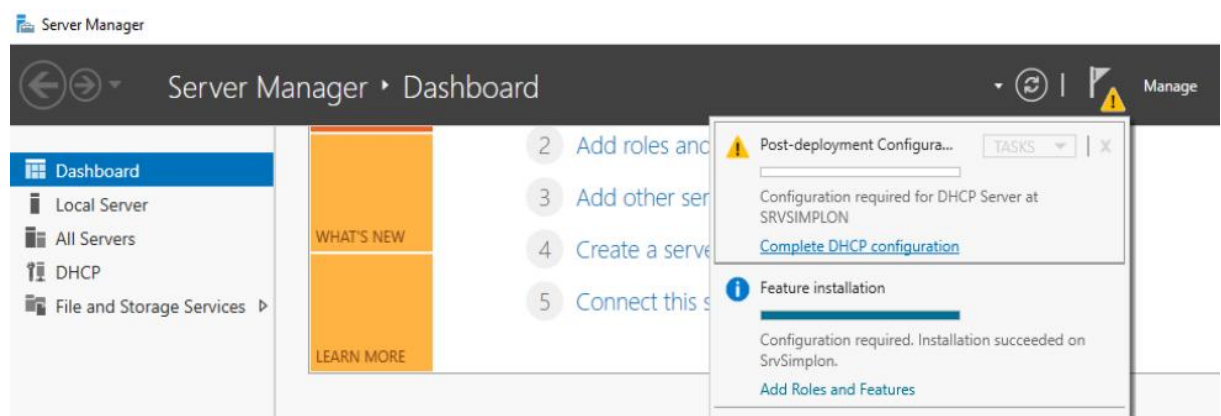 Server Manager
Server Manager • Dashboard
Manage
Dashboard
Local Server
All Servers
DHCP
File and Storage Services
WHAT'S NEW
LEARN MORE
2 Add roles and
3 Add other ser
4 Create a serve
5 Connect this s
Post-deployment Configura...
TASKS
X
Configuration required for DHCP Server at
SRVSIMPLON
Complete DHCP configuration
Feature installation
Configuration required. Installation succeeded on
SrvSimplon.
Add Roles and Features